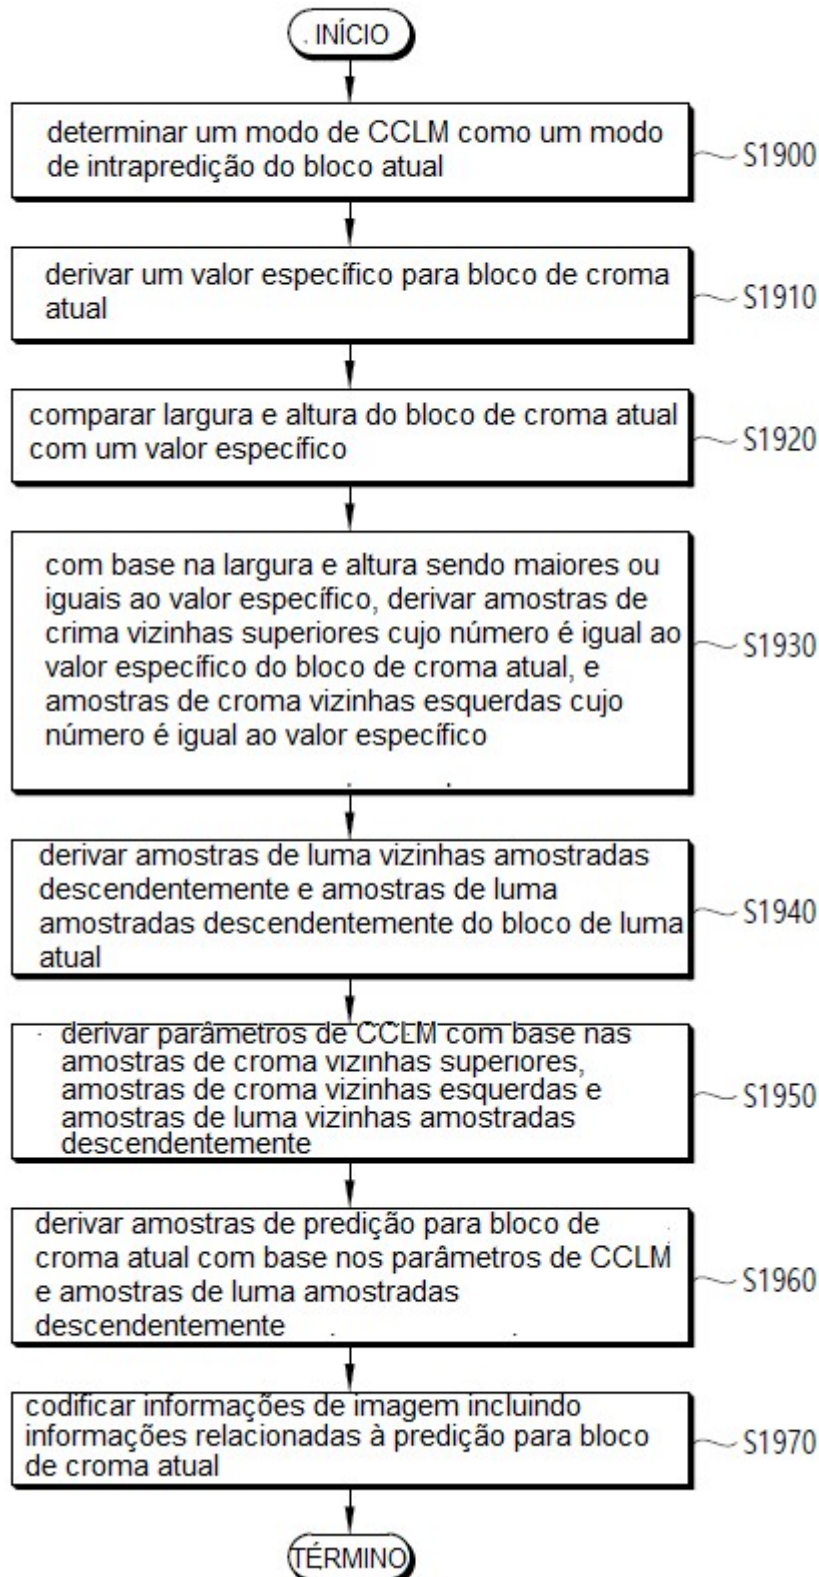 INÍCIO
determinar um modo de CCLM como um modo
de intrapredição do bloco atual
S1900
derivar um valor específico para bloco de croma
atual
S1910
comparar largura e altura do bloco de croma atual
com um valor específico
S1920
com base na largura e altura sendo maiores ou
iguais ao valor específico, derivar amostras de
crima vizinhas superiores cujo número é igual ao
valor específico do bloco de croma atual, e
amostras de croma vizinhas esquerdas cujo
número é igual ao valor específico
S1930
derivar amostras de luma vizinhas amostradas
descendentemente e amostras de luma
amostradas descendentemente do bloco de luma
atual
S1940
derivar parâmetros de CCLM com base nas
amostras de croma vizinhas superiores,
amostras de croma vizinhas esquerdas e
amostras de luma vizinhas amostradas
descendentemente
S1950
derivar amostras de predição para bloco de
croma atual com base nos parâmetros de CCLM
e amostras de luma amostradas
descendentemente
S1960
codificar informações de imagem incluindo
informações relacionadas à predição para bloco
de croma atual
S1970
TÉRMINO